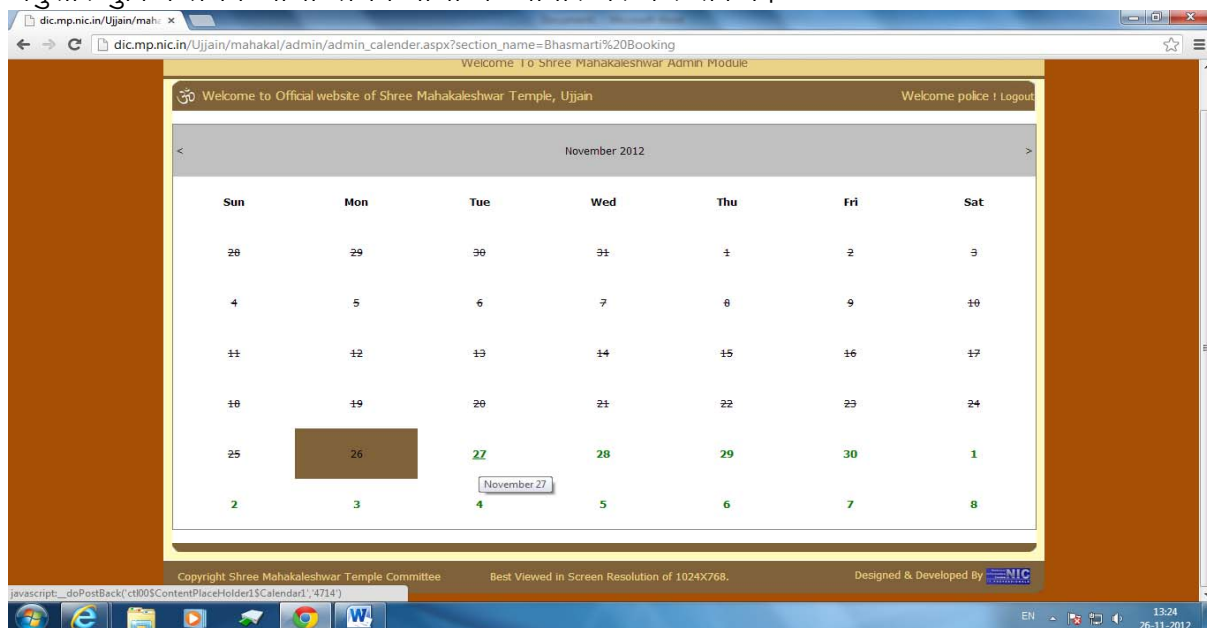 dic.mp.nic.in/Ujjain/maha
dic.mp.nic.in/Ujjain/mahakal/admin/admin_calender.aspx?section_name=Bhasmarti%20Booking
Welcome To Shree Mahakaleshwar Admin Module
ॐ Welcome to Official website of Shree Mahakaleshwar Temple, Ujjain Welcome police ! Logout
< November 2012 >
Sun Mon Tue Wed Thu Fri Sat
28 29 30 31 1 2 3
4 5 6 7 8 9 10
11 12 13 14 15 16 17
18 19 20 21 22 23 24
25 26 27 28 29 30 1
November 27
2 3 4 5 6 7 8
Copyright Shree Mahakaleshwar Temple Committee Best Viewed in Screen Resolution of 1024X768. Designed & Developed By NIC
javascript:__doPostBack('ctl00$ContentPlaceHolder1$Calendar1','4714')
EN 13:24
26-11-2012